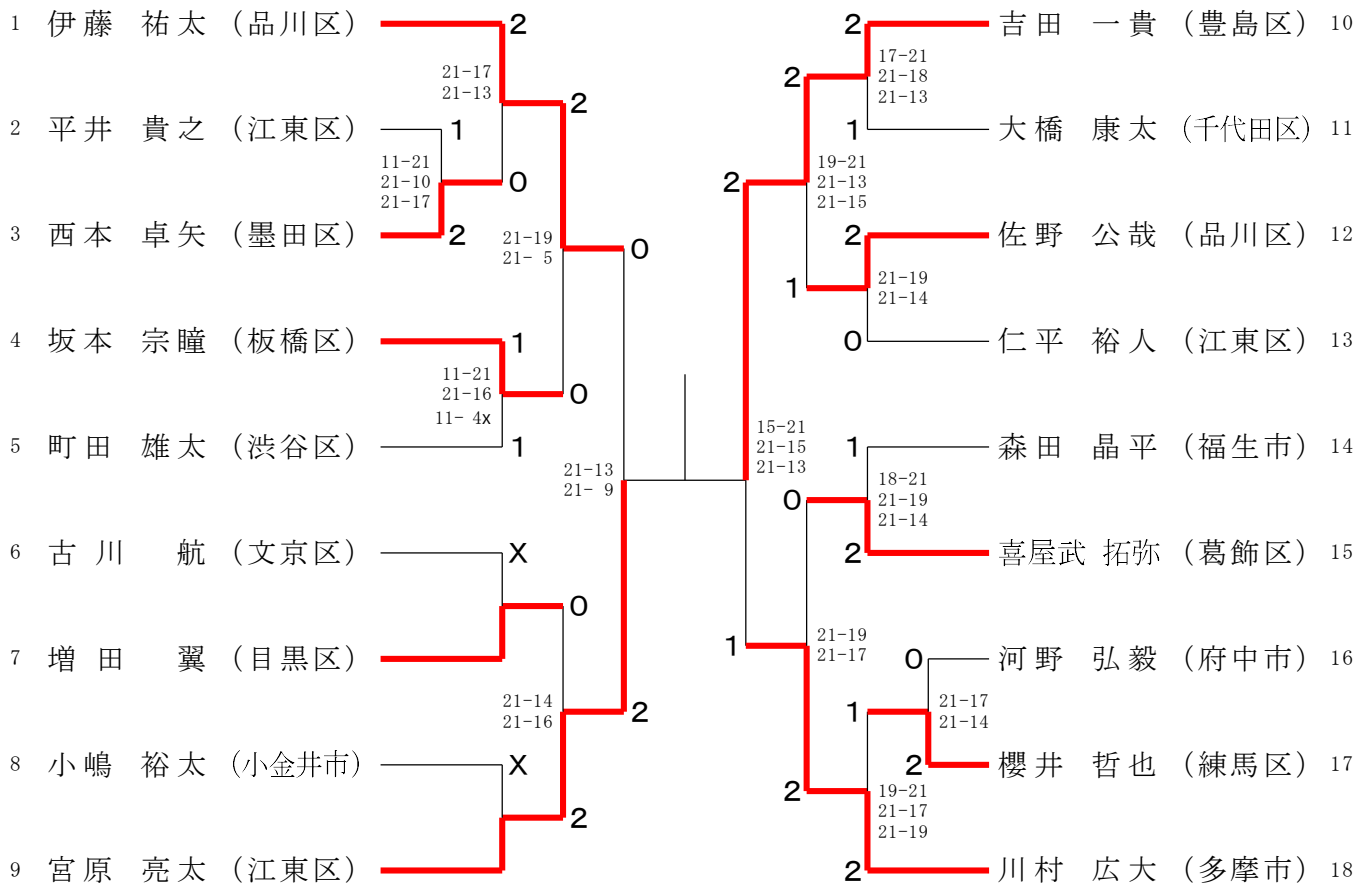 1 伊藤 祐太 (品川区) 2
21-17
21-13
2
2 平井 貴之 (江東区) 1
11-21
21-10
21-17
0
3 西本 卓矢 (墨田区) 2
21-19
21- 5
0
4 坂本 宗瞳 (板橋区) 1
11-21
21-16
11- 4x
0
5 町田 雄太 (渋谷区) 1
21-13
21- 9
6 古川 航 (文京区) X
0
7 増田 翼 (目黒区)
21-14
21-16
2
8 小嶋 裕太 (小金井市) X
2
9 宮原 亮太 (江東区)
2 吉田 一貴 (豊島区) 10
17-21
21-18
21-13
2
1 大橋 康太 (千代田区) 11
19-21
21-13
21-15
2
2 佐野 公哉 (品川区) 12
21-19
21-14
1
0 仁平 裕人 (江東区) 13
15-21
21-15
21-13
1 森田 晶平 (福生市) 14
18-21
21-19
21-14
0
2 喜屋武 拓弥 (葛飾区) 15
21-19
21-17
1
0 河野 弘毅 (府中市) 16
21-17
21-14
1
2 櫻井 哲也 (練馬区) 17
2
19-21
21-17
21-19
2 川村 広大 (多摩市) 18